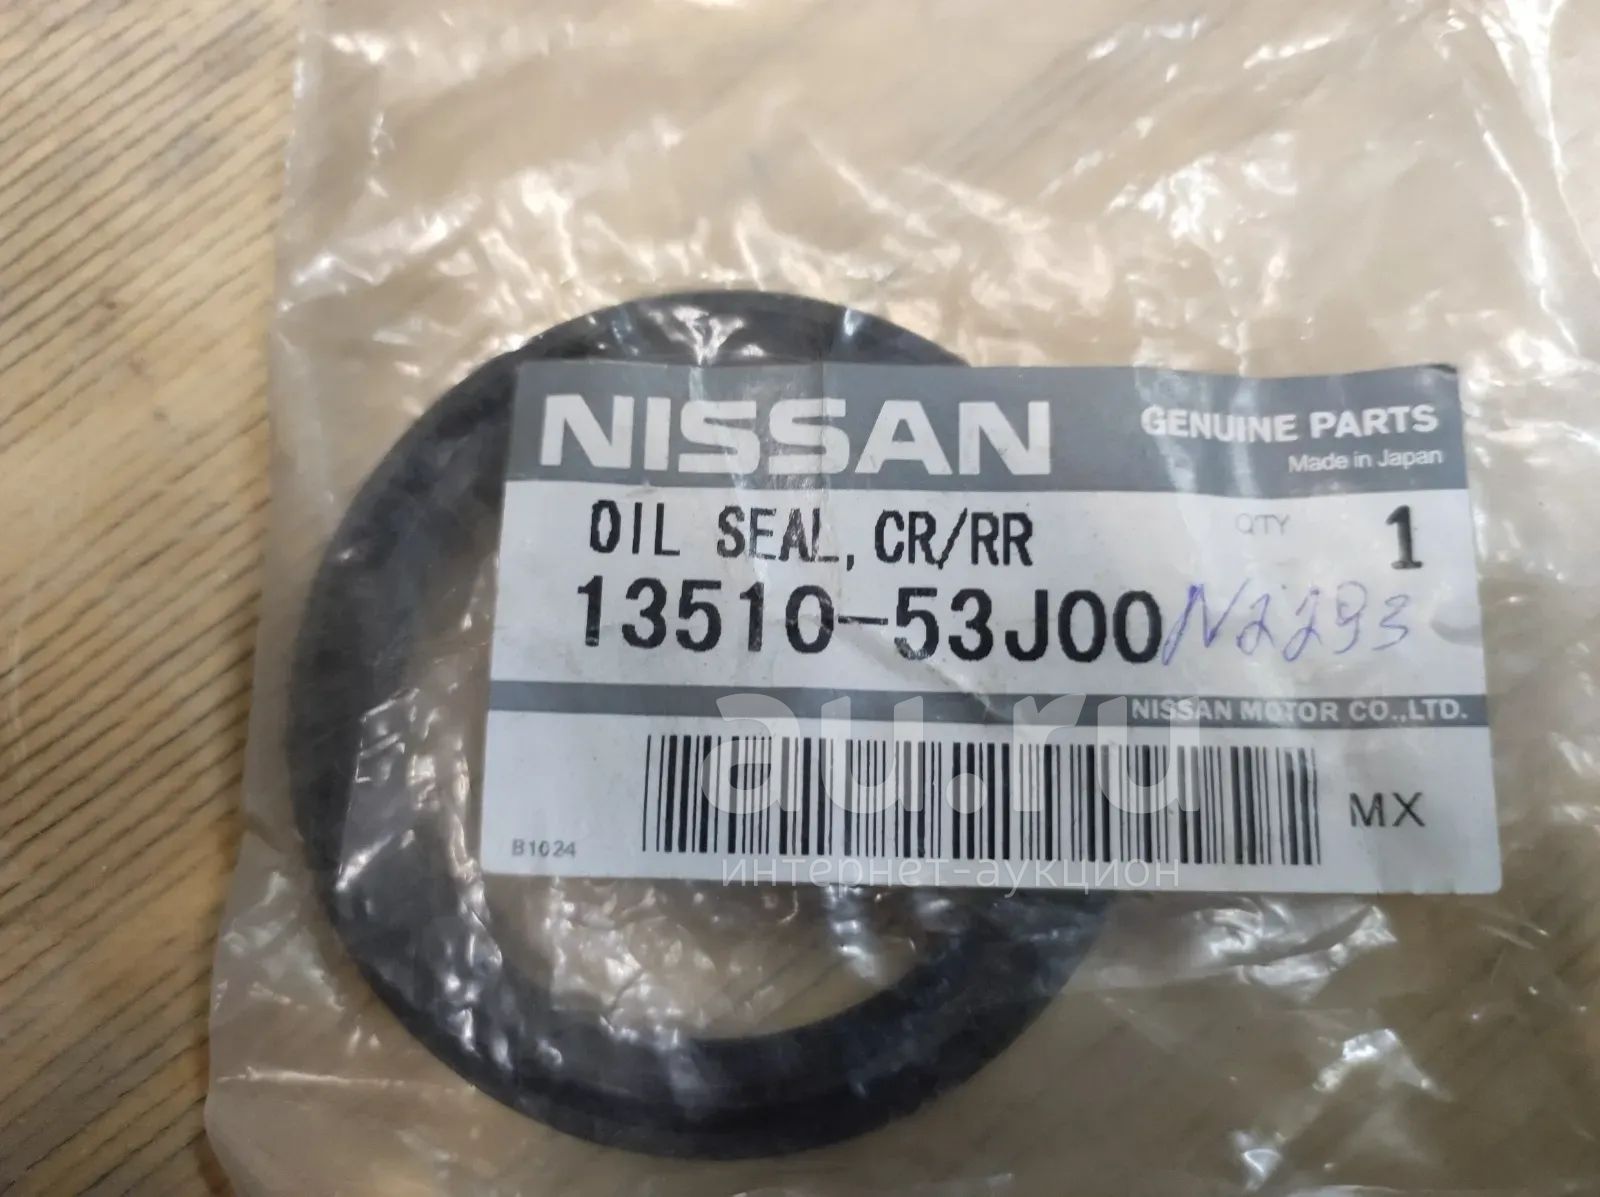 NISSAN
GENUINE PARTS
Made in Japan
OIL SEAL, CR/RR
QTY 1
13510-53J00 N2293
NISSAN MOTOR CO.,LTD.
au.ru
интернет-аукцион
B1024
MX